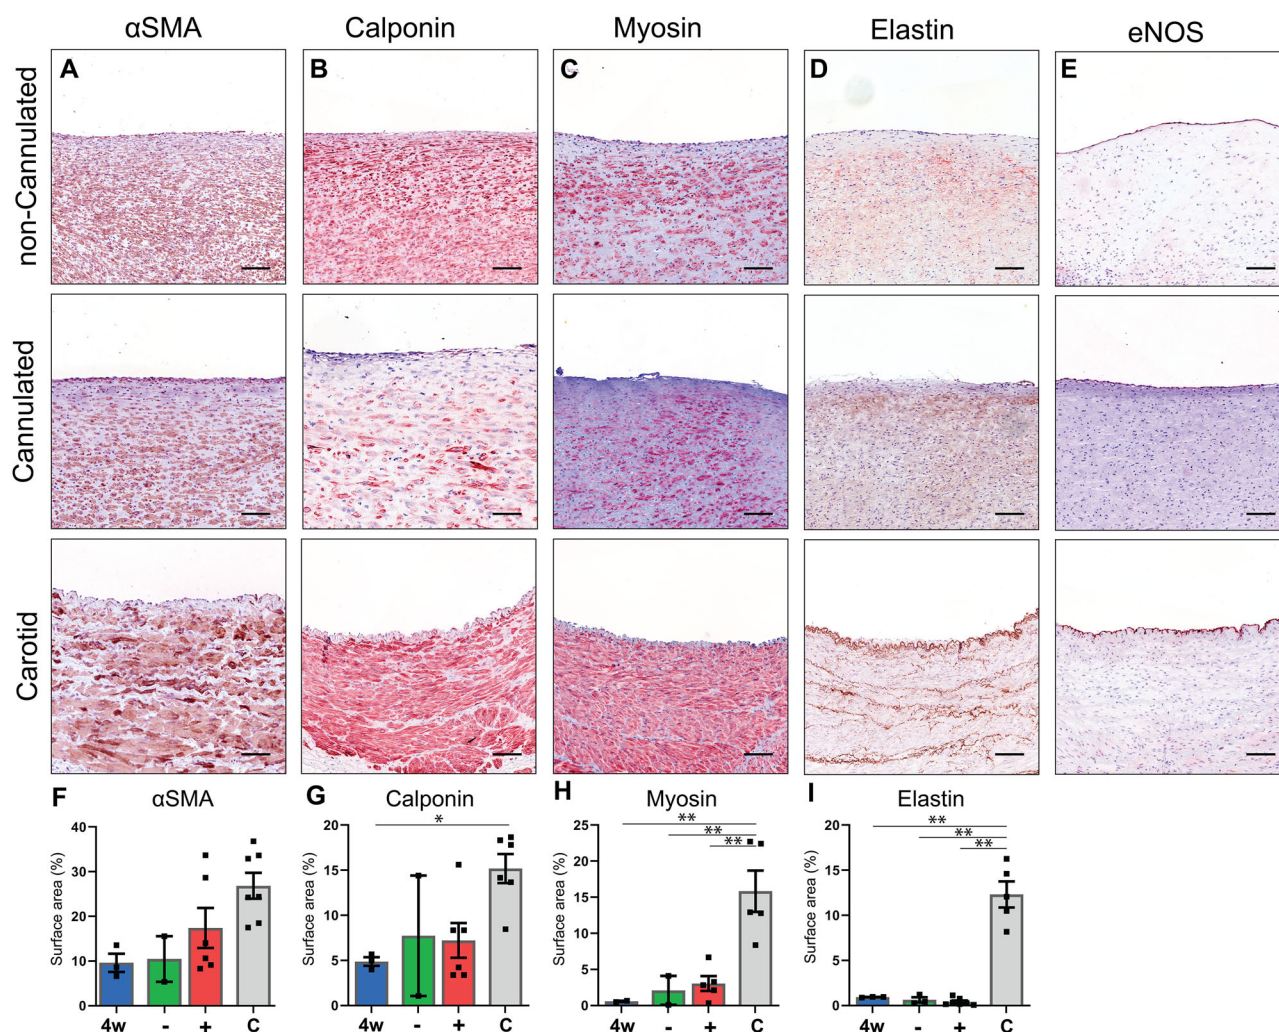 αSMA Calponin Myosin Elastin eNOS
non-Cannulated
A B C D E
Cannulated
Carotid
F αSMA G Calponin H Myosin I Elastin
Surface area (%)
40
30
20
10
0
4w - + C
Surface area (%)
20
15
10
5
0
*
4w - + C
Surface area (%)
25
20
15
10
5
0
**
**
**
4w - + C
Surface area (%)
20
15
10
5
0
**
**
**
4w - + C